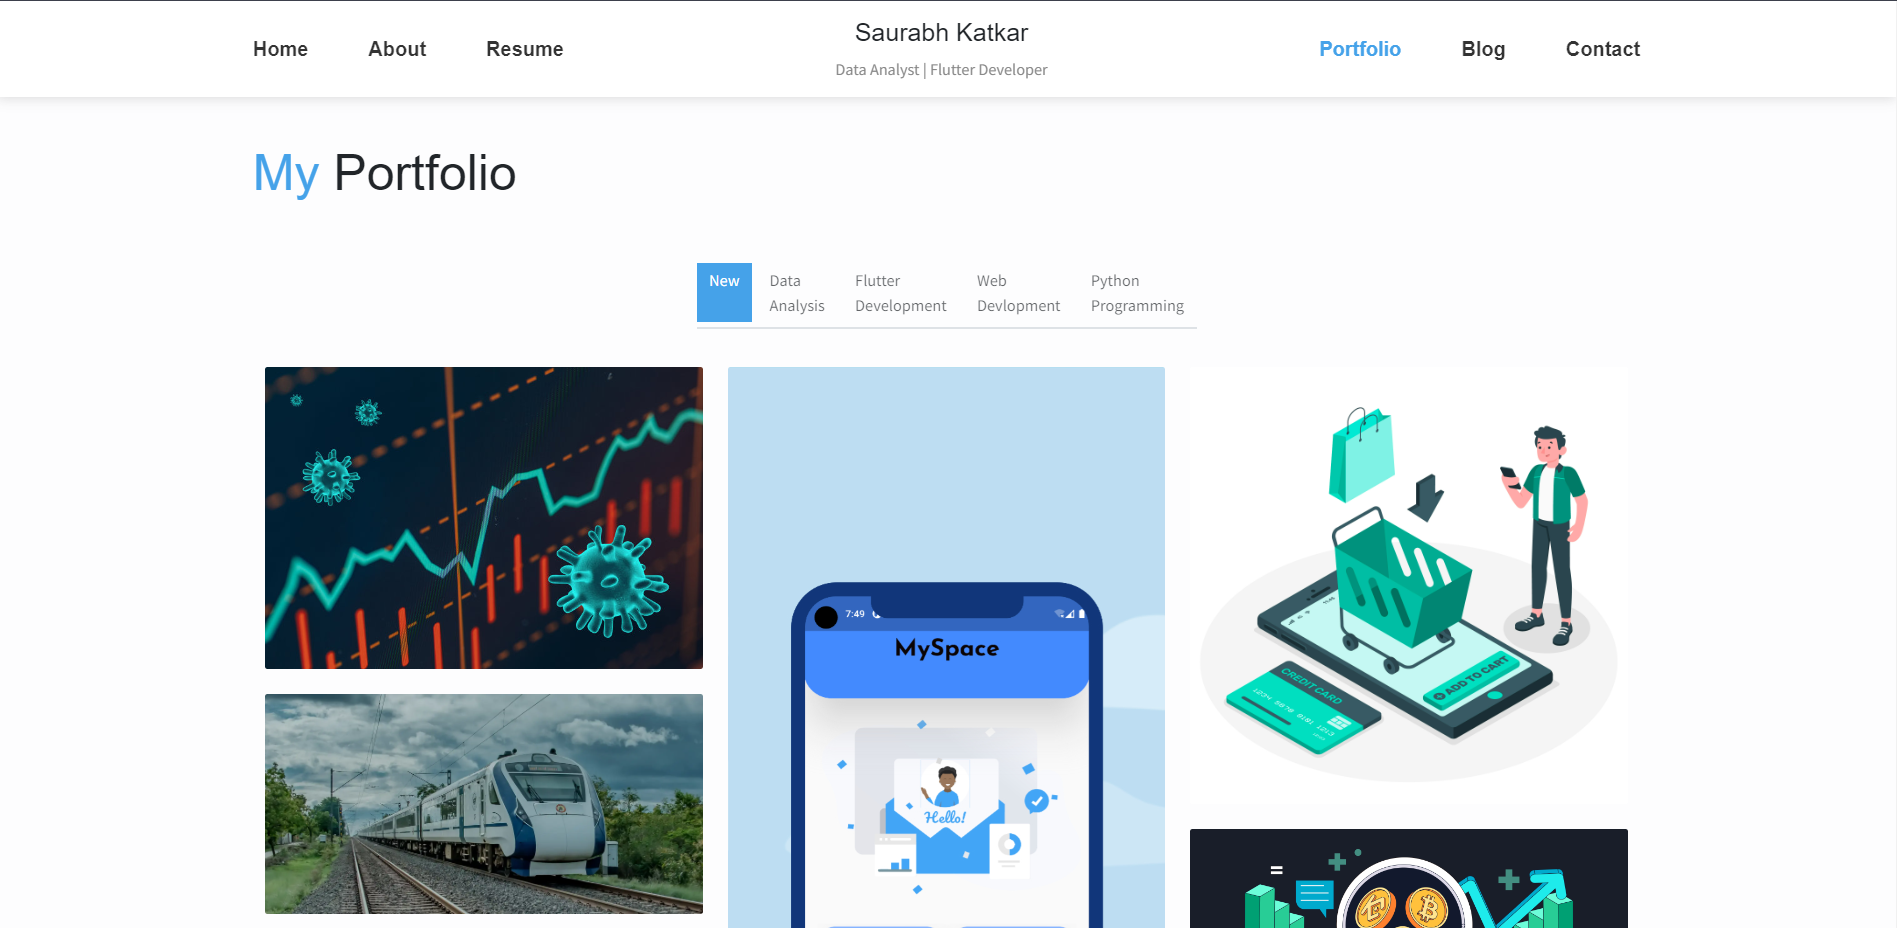 Home
About
Resume
Saurabh Katkar
Data Analyst | Flutter Developer
Portfolio
Blog
Contact
My Portfolio
New
Data
Analysis
Flutter
Development
Web
Devlopment
Python
Programming
7:49
MySpace
Hello!
ADD TO CART
CREDIT CARD